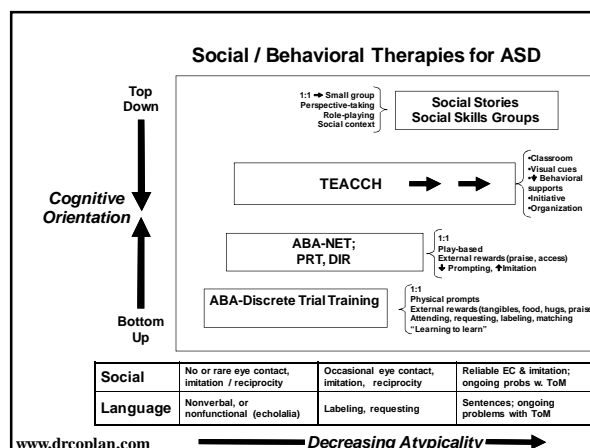 Social / Behavioral Therapies for ASD
Top
Down
1:1 ➔ Small group
Perspective-taking
Role-playing
Social context
Social Stories
Social Skills Groups
TEACCH
•Classroom
•Visual cues
•⬆ Behavioral
supports
•Initiative
•Organization
Cognitive
Orientation
ABA-NET;
PRT, DIR
1:1
Play-based
External rewards (praise, access)
⬇ Prompting, ⬆Imitation
ABA-Discrete Trial Training
1:1
Physical prompts
External rewards(tangibles, food, hugs, praise
Attending, requesting, labeling, matching
“Learning to learn”
Bottom
Up
Social
No or rare eye contact,
imitation / reciprocity
Occasional eye contact,
imitation, reciprocity
Reliable EC & imitation;
ongoing probs w. ToM
Language
Nonverbal, or
nonfunctional (echolalia)
Labeling, requesting
Sentences; ongoing
problems with ToM
www.drcoplan.com
Decreasing Atypicality